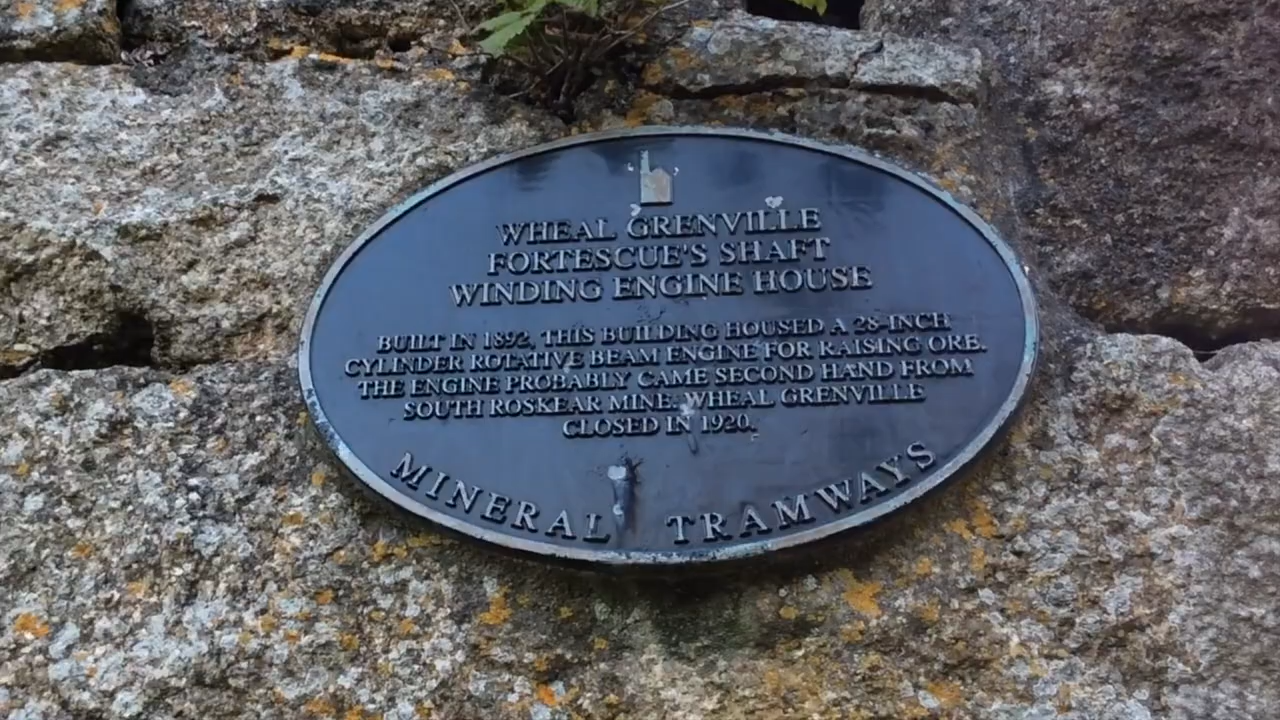 WHEAL GRENVILLE
FORTESCUE'S SHAFT
WINDING ENGINE HOUSE
BUILT IN 1892, THIS BUILDING HOUSED A 28-INCH
CYLINDER ROTATIVE BEAM ENGINE FOR RAISING ORE.
THE ENGINE PROBABLY CAME SECOND HAND FROM
SOUTH ROSKEAR MINE. WHEAL GRENVILLE
CLOSED IN 1920.
MINERAL TRAMWAYS